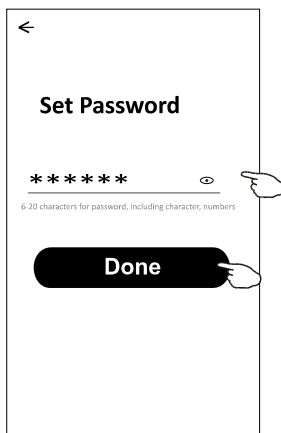 Set Password
******
6-20 characters for password, including character, numbers
Done